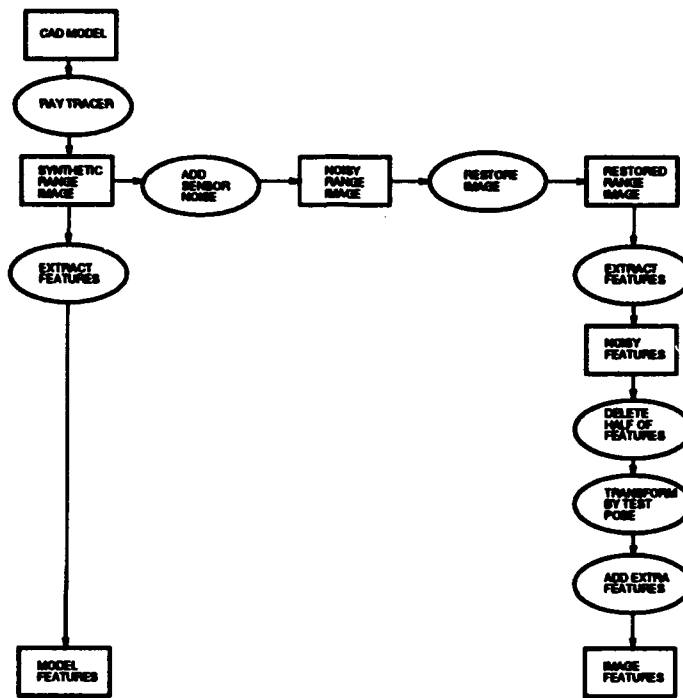 CAD MODEL
RAY TRACER
SYNTHETIC
RANGE
IMAGE
ADD
SENSOR
NOISE
NOISY
RANGE
IMAGE
RESTORE
IMAGE
RESTORED
RANGE
IMAGE
EXTRACT
FEATURES
EXTRACT
FEATURES
NOISY
FEATURES
DELETE
HALF OF
FEATURES
TRANSFORM
BY TEST
POSE
ADD EXTRA
FEATURES
MODEL
FEATURES
IMAGE
FEATURES